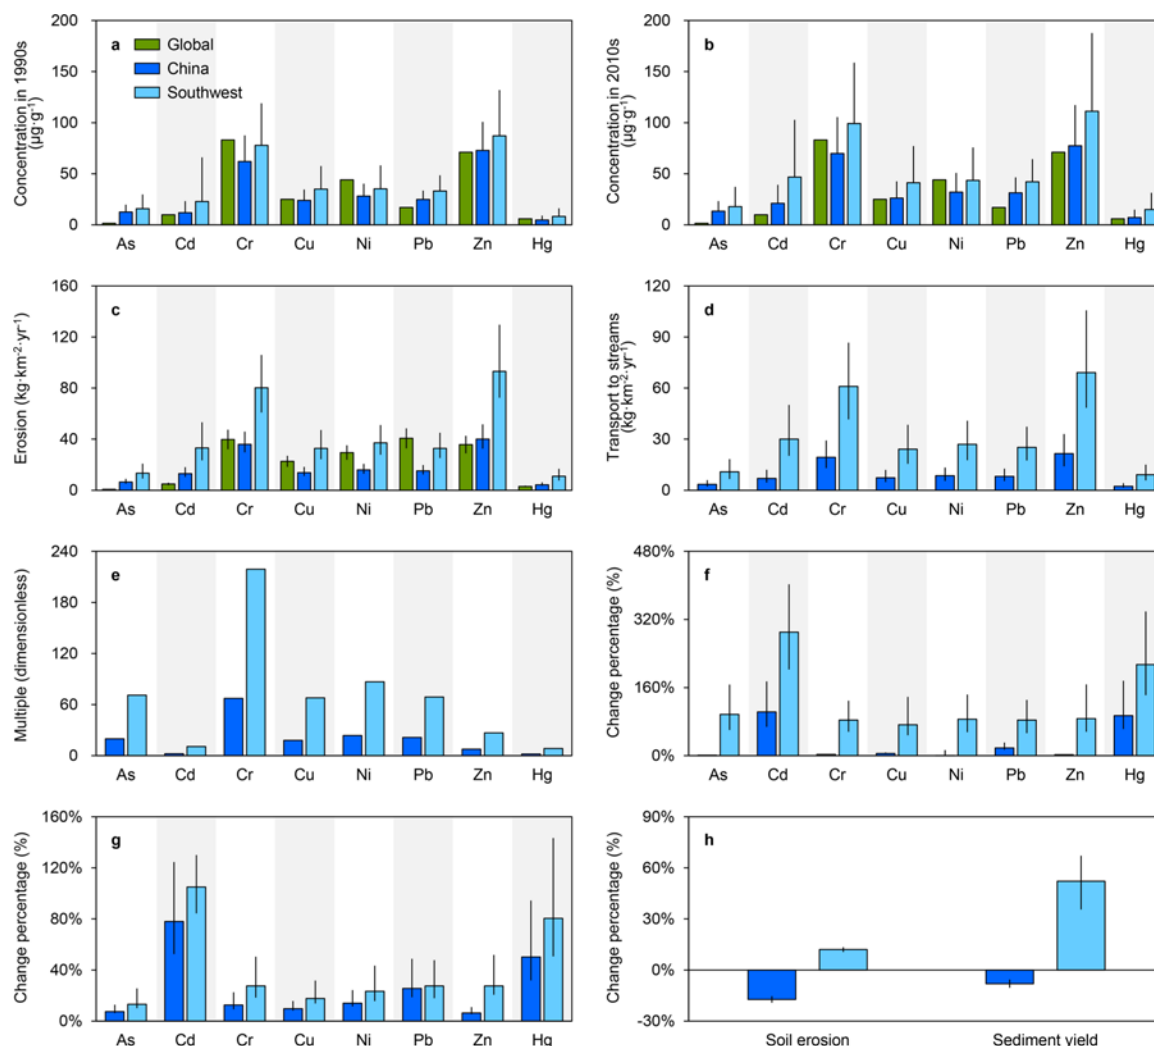 Concentration in 1990s
(µg·g⁻¹)
200
150
100
50
0
a
Global
China
Southwest
As Cd Cr Cu Ni Pb Zn Hg
Concentration in 2010s
(µg·g⁻¹)
200
150
100
50
0
b
As Cd Cr Cu Ni Pb Zn Hg
Erosion (kg·km⁻²·yr⁻¹)
160
120
80
40
0
c
As Cd Cr Cu Ni Pb Zn Hg
Transport to streams
(kg·km⁻²·yr⁻¹)
120
90
60
30
0
d
As Cd Cr Cu Ni Pb Zn Hg
Multiple (dimensionless)
240
180
120
60
0
e
As Cd Cr Cu Ni Pb Zn Hg
Change percentage (%)
480%
320%
160%
0%
f
As Cd Cr Cu Ni Pb Zn Hg
Change percentage (%)
160%
120%
80%
40%
0%
g
As Cd Cr Cu Ni Pb Zn Hg
Change percentage (%)
90%
60%
30%
0%
-30%
h
Soil erosion Sediment yield